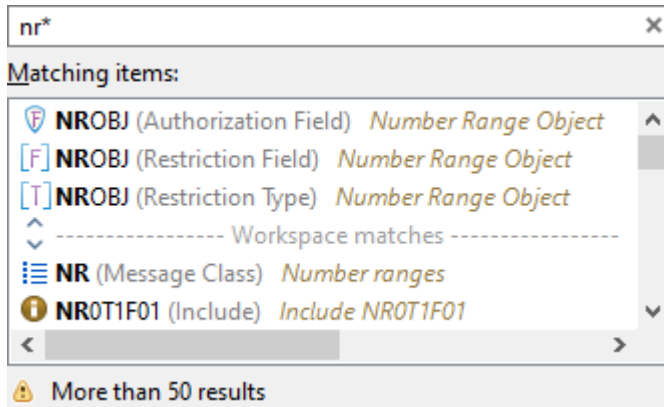 nr*
Matching items:
NROBJ (Authorization Field) Number Range Object
NROBJ (Restriction Field) Number Range Object
NROBJ (Restriction Type) Number Range Object
----------------- Workspace matches -----------------
NR (Message Class) Number ranges
NR0T1F01 (Include) Include NR0T1F01
More than 50 results